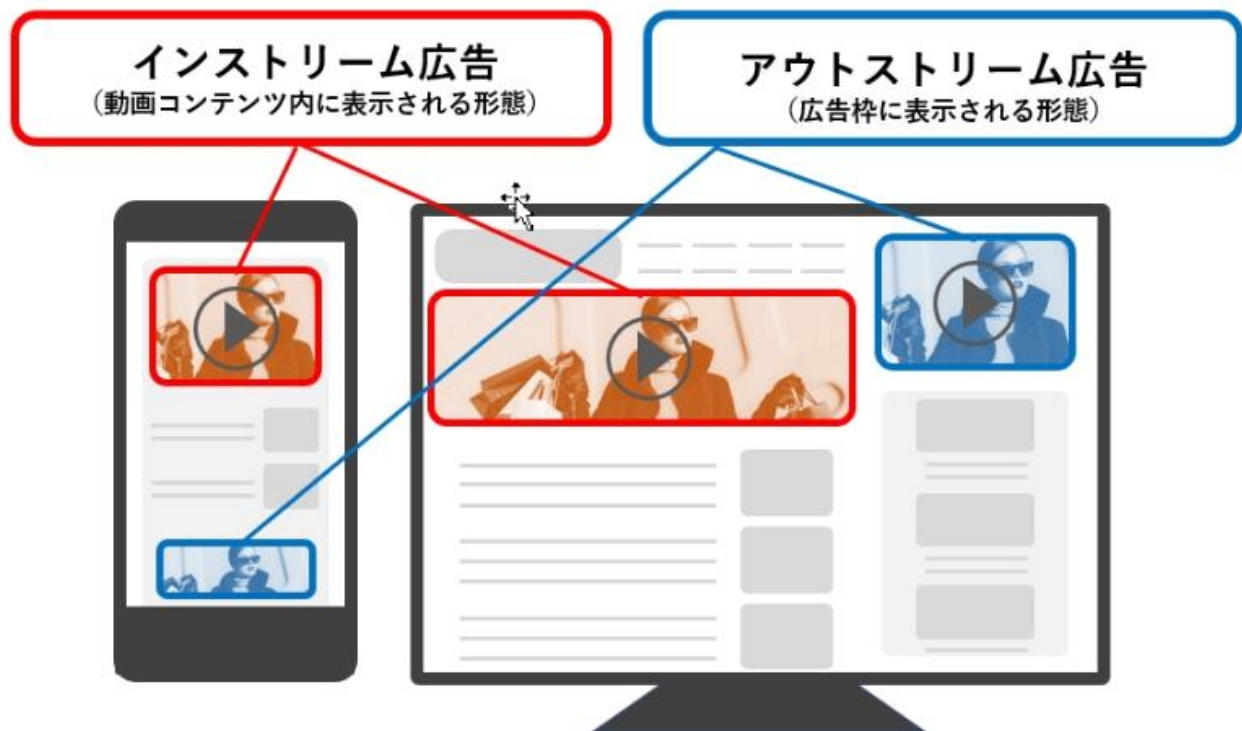 インストリーム広告
（動画コンテンツ内に表示される形態）
アウトストリーム広告
（広告枠に表示される形態）